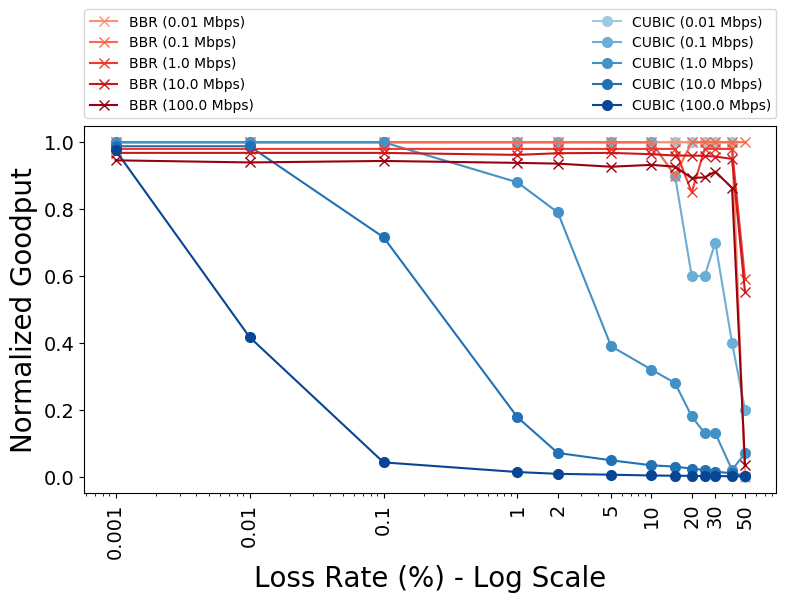 BBR (0.01 Mbps)
BBR (0.1 Mbps)
BBR (1.0 Mbps)
BBR (10.0 Mbps)
BBR (100.0 Mbps)
CUBIC (0.01 Mbps)
CUBIC (0.1 Mbps)
CUBIC (1.0 Mbps)
CUBIC (10.0 Mbps)
CUBIC (100.0 Mbps)
Normalized Goodput
1.0
0.8
0.6
0.4
0.2
0.0
0.001
0.01
0.1
1
2
5
10
20
30
50
Loss Rate (%) - Log Scale